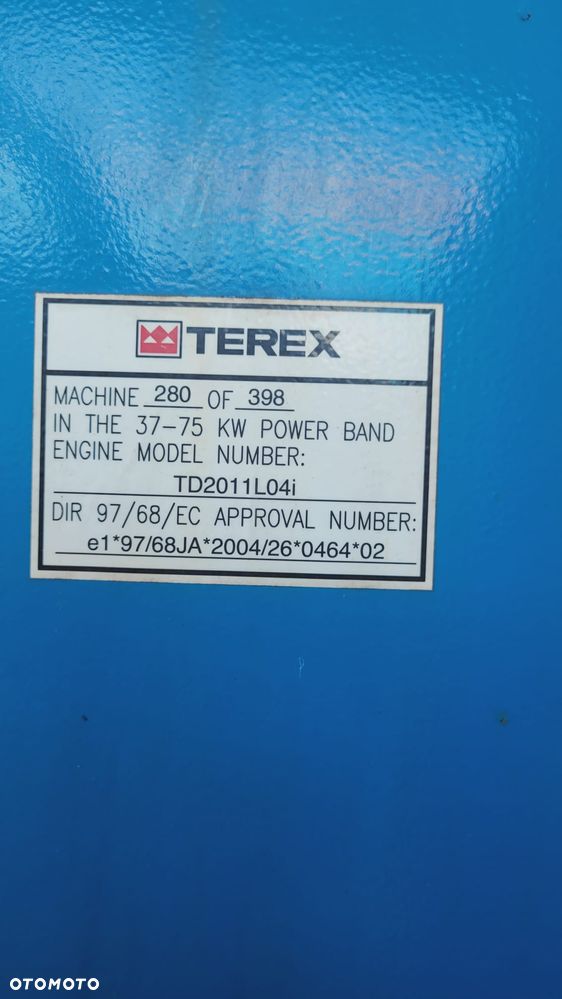 TEREX
MACHINE 280 OF 398
IN THE 37-75 KW POWER BAND
ENGINE MODEL NUMBER:
TD2011L04i
DIR 97/68/EC APPROVAL NUMBER:
e1*97/68JA*2004/26*0464*02
OTOMOTO